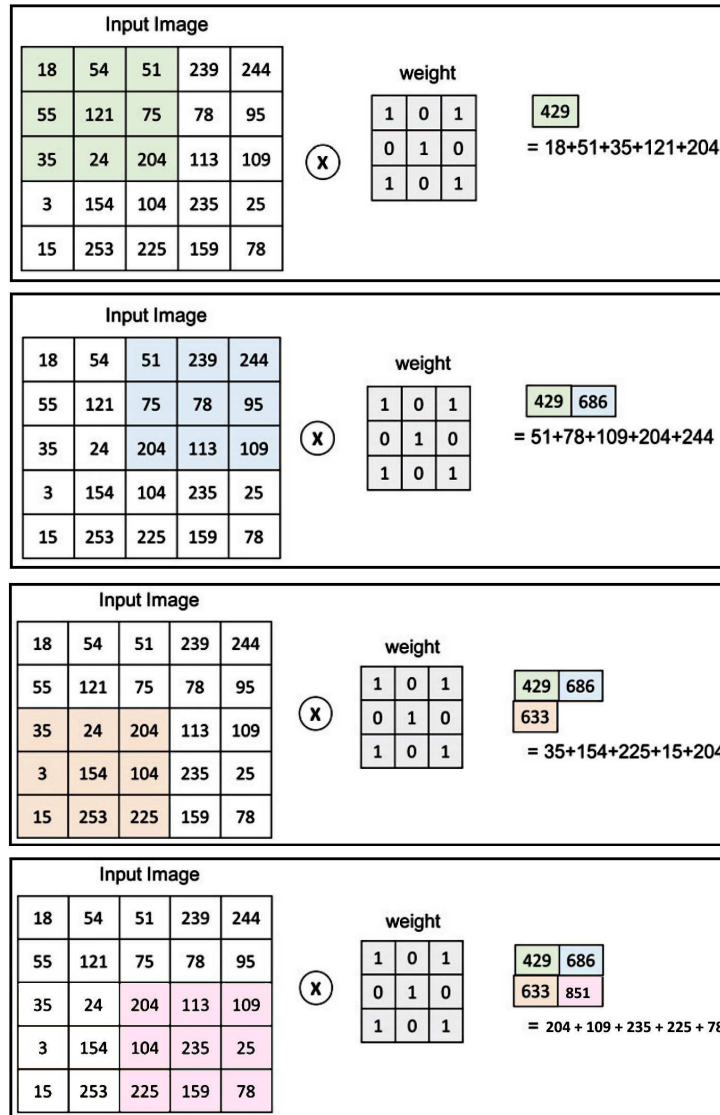 Input Image
18 54 51 239 244
55 121 75 78 95
35 24 204 113 109
3 154 104 235 25
15 253 225 159 78
X
weight
1 0 1
0 1 0
1 0 1
429
= 18+51+35+121+204
Input Image
18 54 51 239 244
55 121 75 78 95
35 24 204 113 109
3 154 104 235 25
15 253 225 159 78
X
weight
1 0 1
0 1 0
1 0 1
429 686
= 51+78+109+204+244
Input Image
18 54 51 239 244
55 121 75 78 95
35 24 204 113 109
3 154 104 235 25
15 253 225 159 78
X
weight
1 0 1
0 1 0
1 0 1
429 686
633
= 35+154+225+15+204
Input Image
18 54 51 239 244
55 121 75 78 95
35 24 204 113 109
3 154 104 235 25
15 253 225 159 78
X
weight
1 0 1
0 1 0
1 0 1
429 686
633 851
= 204 + 109 + 235 + 225 + 78